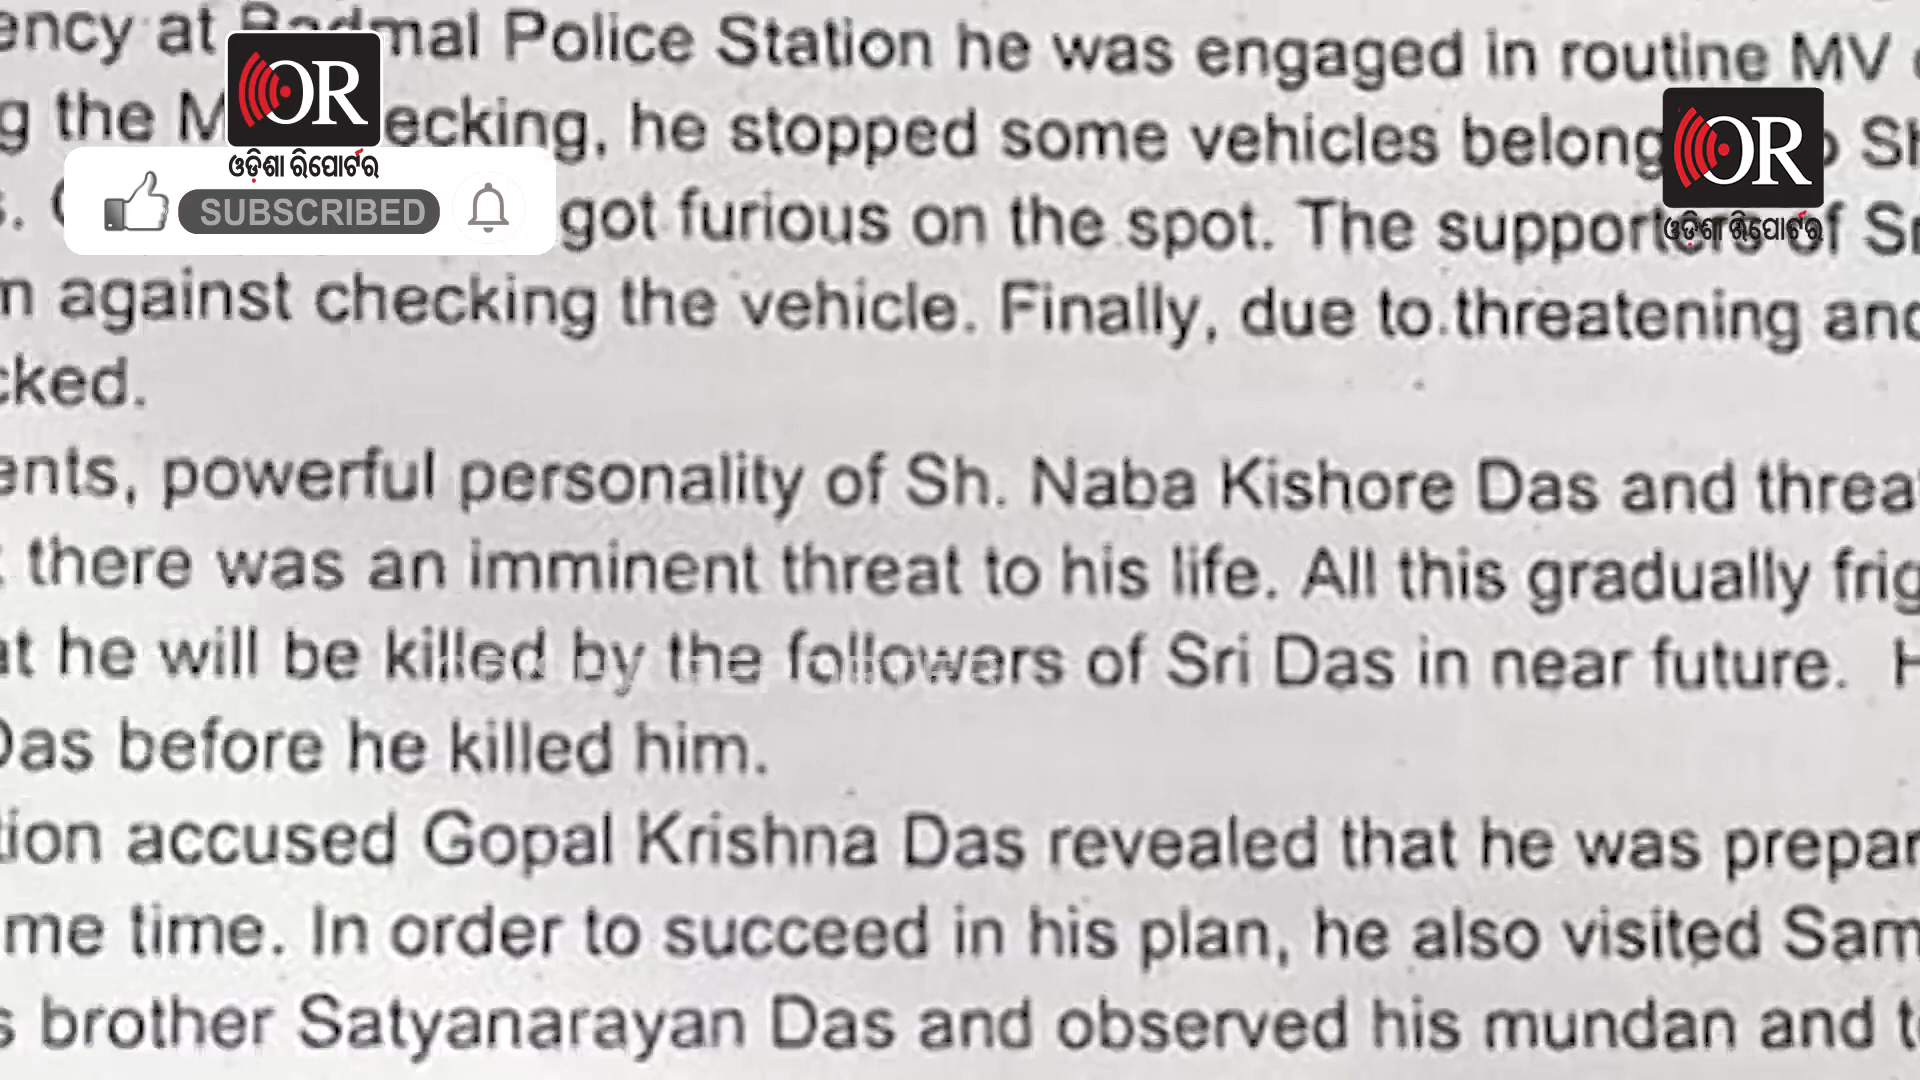 ency at Badmal Police Station he was engaged in routine MV
g the M ecking, he stopped some vehicles belong Sh
got furious on the spot. The supporters of Sr
n against checking the vehicle. Finally, due to threatening and
cked.
ents, powerful personality of Sh. Naba Kishore Das and threat
there was an imminent threat to his life. All this gradually frig
at he will be killed by the followers of Sri Das in near future. H
Das before he killed him.
tion accused Gopal Krishna Das revealed that he was prepar
me time. In order to succeed in his plan, he also visited Sam
s brother Satyanarayan Das and observed his mundan and t
OR
ଓଡ଼ିଶା ରିପୋର୍ଟର
SUBSCRIBED
OR
ଓଡ଼ିଶା ରିପୋର୍ଟର